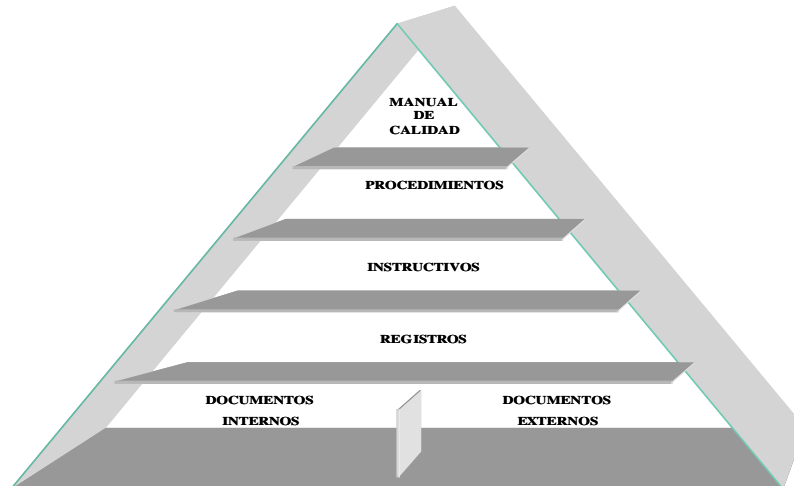 MANUAL
DE
CALIDAD
PROCEDIMIENTOS
INSTRUCTIVOS
REGISTROS
DOCUMENTOS
INTERNOS
DOCUMENTOS
EXTERNOS